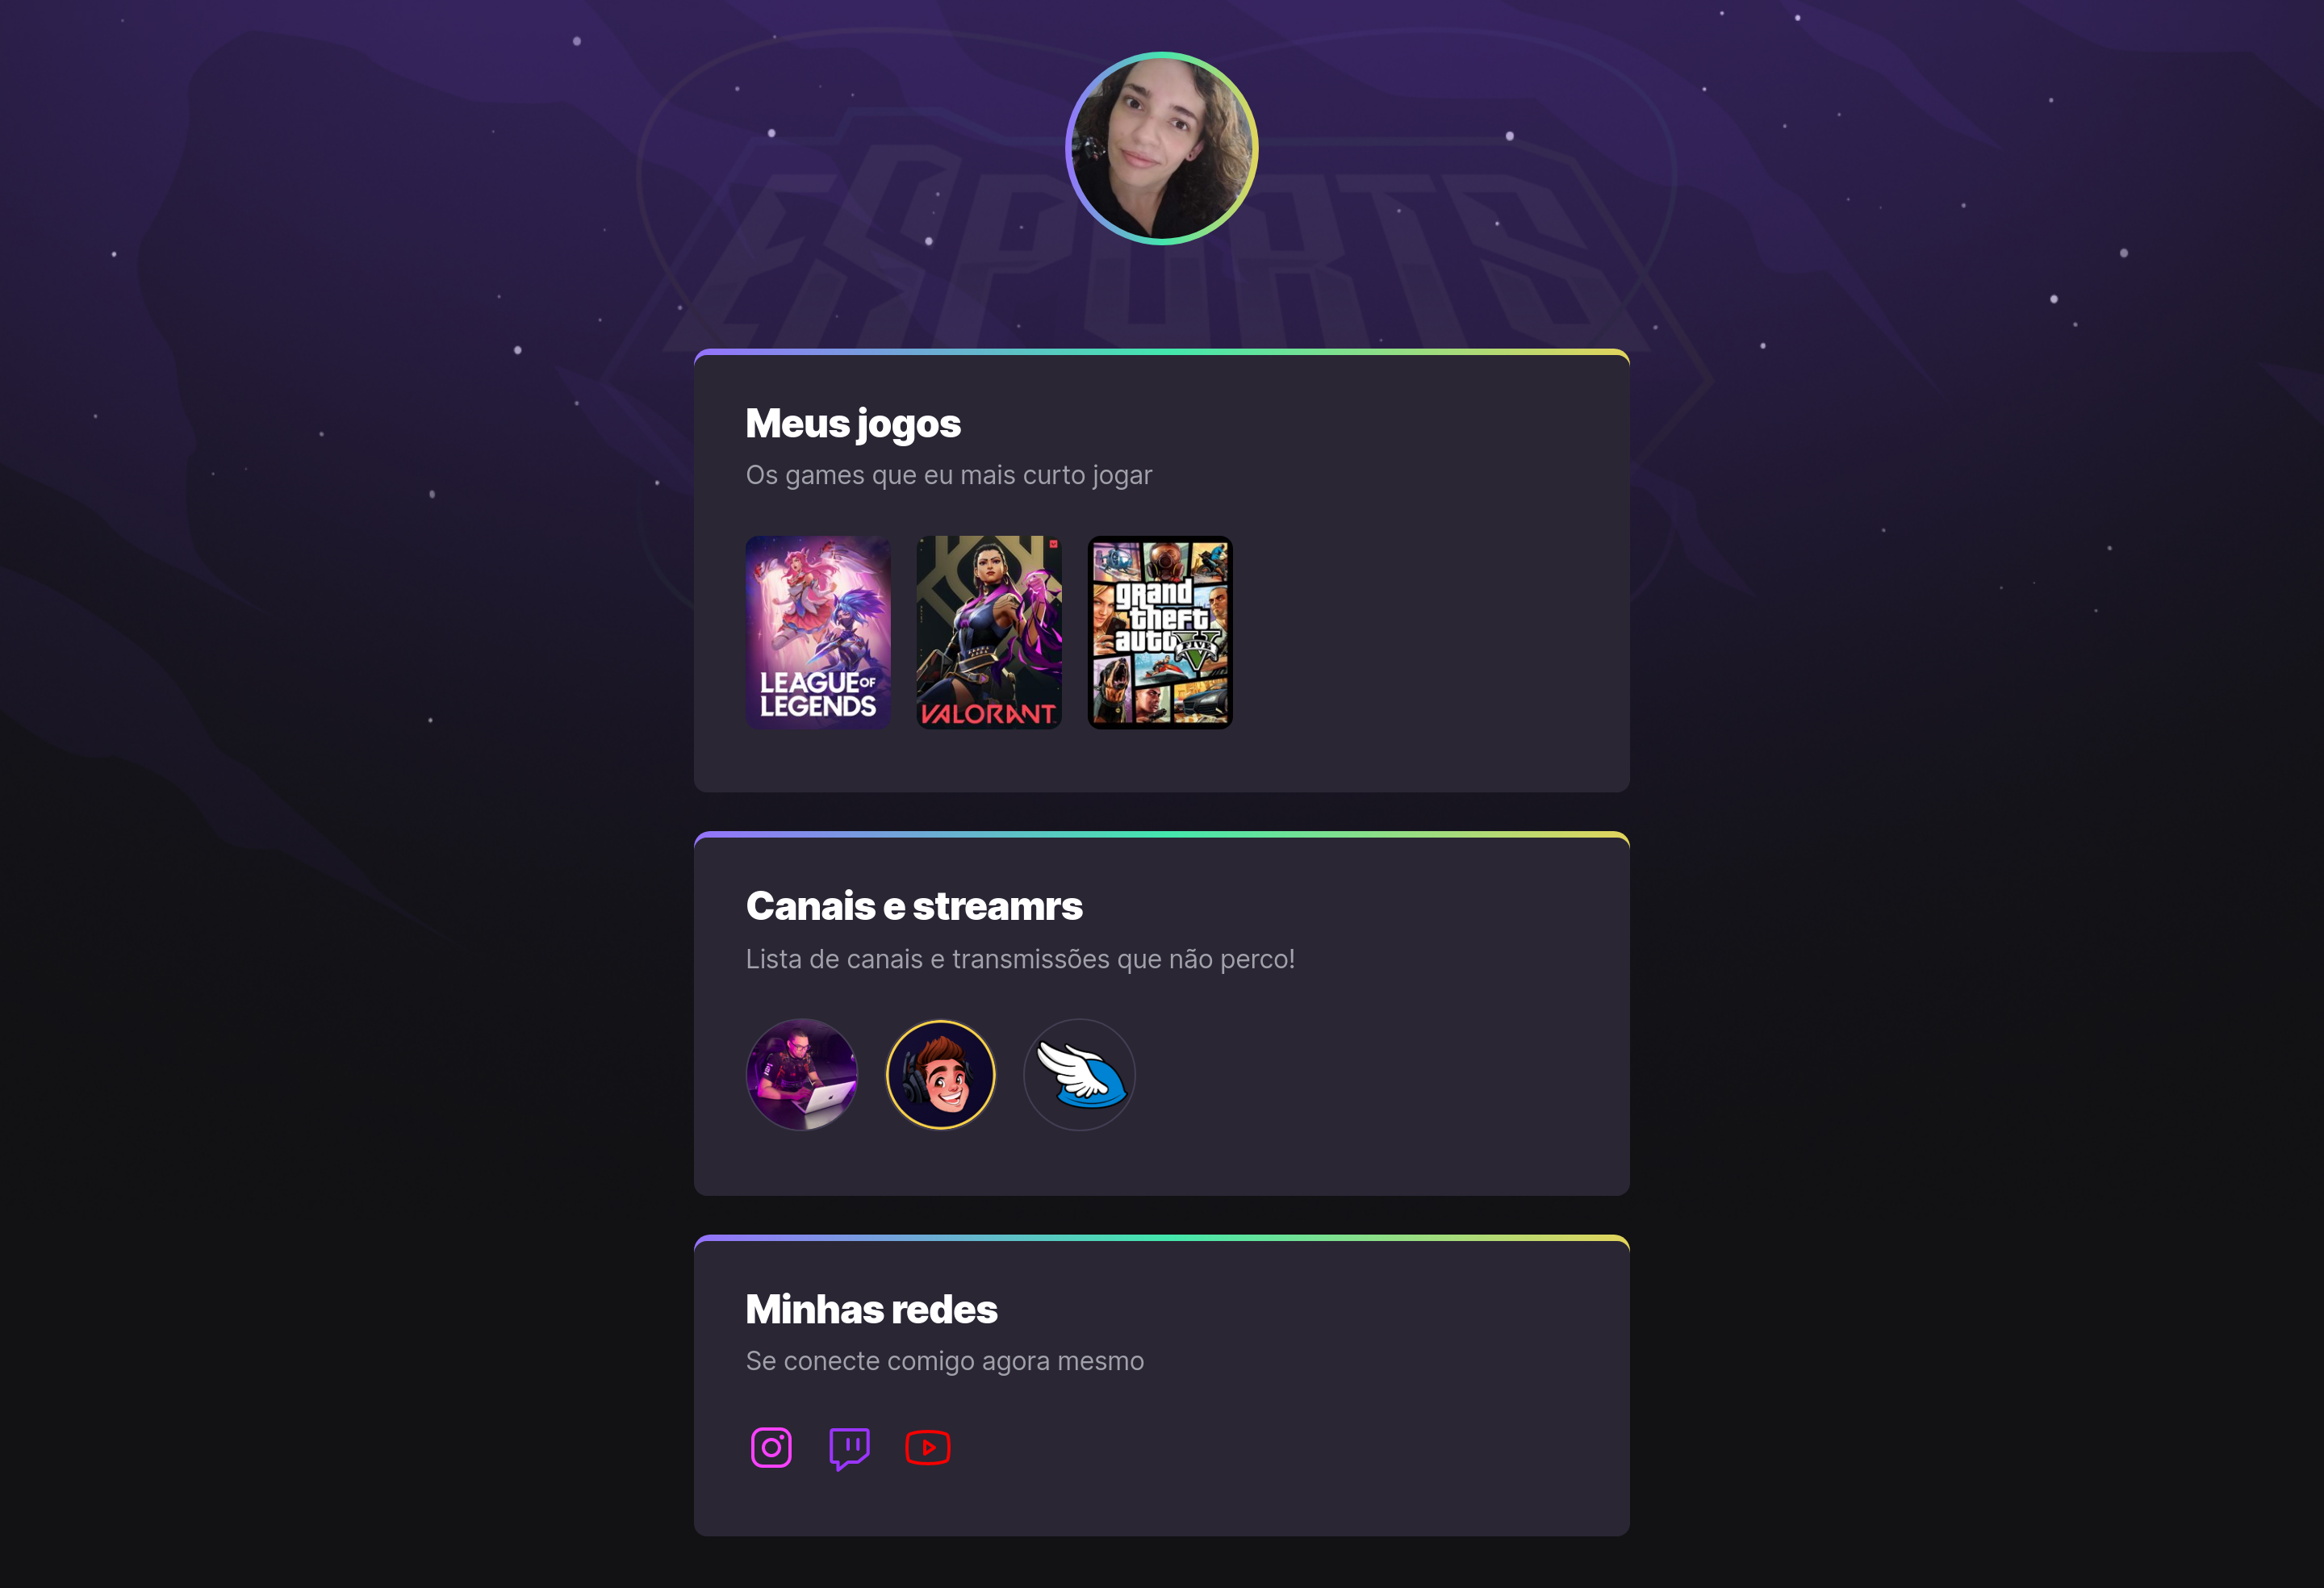 ESPORTS
Meus jogos
Os games que eu mais curto jogar
LEAGUE OF
LEGENDS
VALORANT
grand
theft
auto V
FIVE
Canais e streamrs
Lista de canais e transmissões que não perco!
Minhas redes
Se conecte comigo agora mesmo